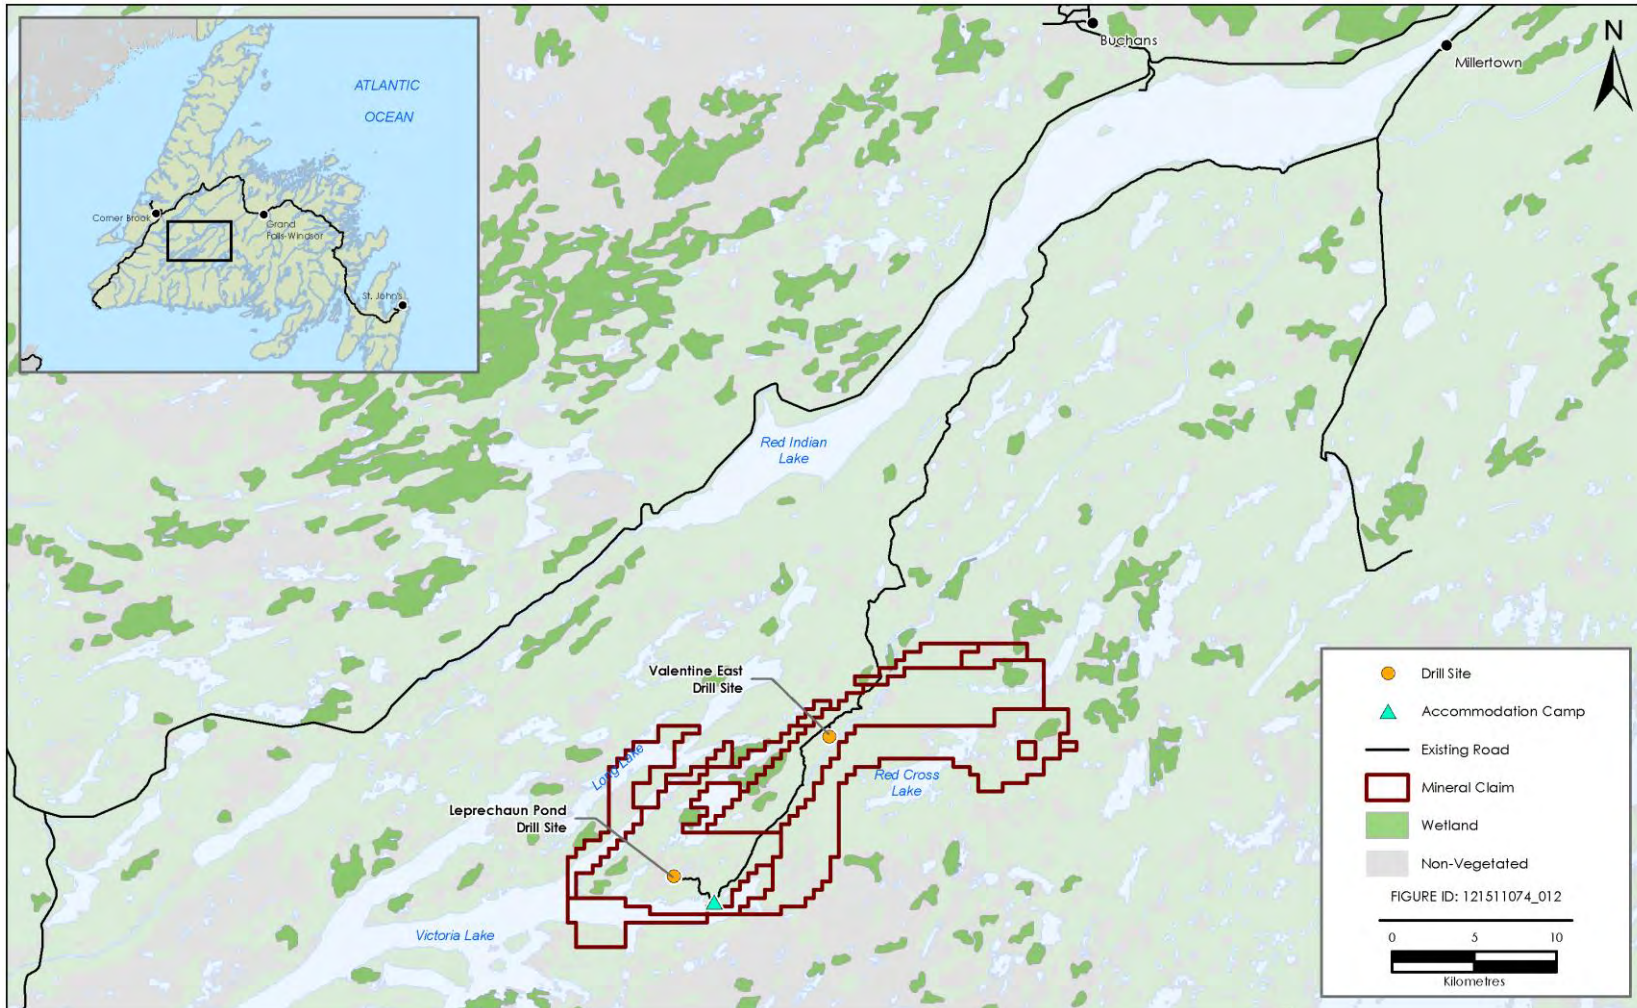 ATLANTIC
OCEAN
Corner Brook
Grand
Falls-Windsor
St. John's
Buchans
Millertown
N
Red Indian
Lake
Valentine East
Drill Site
Long Lake
Red Cross
Lake
Leprechaun Pond
Drill Site
Victoria Lake
Drill Site
Accommodation Camp
Existing Road
Mineral Claim
Wetland
Non-Vegetated
FIGURE ID: 121511074_012
0 5 10
Kilometres